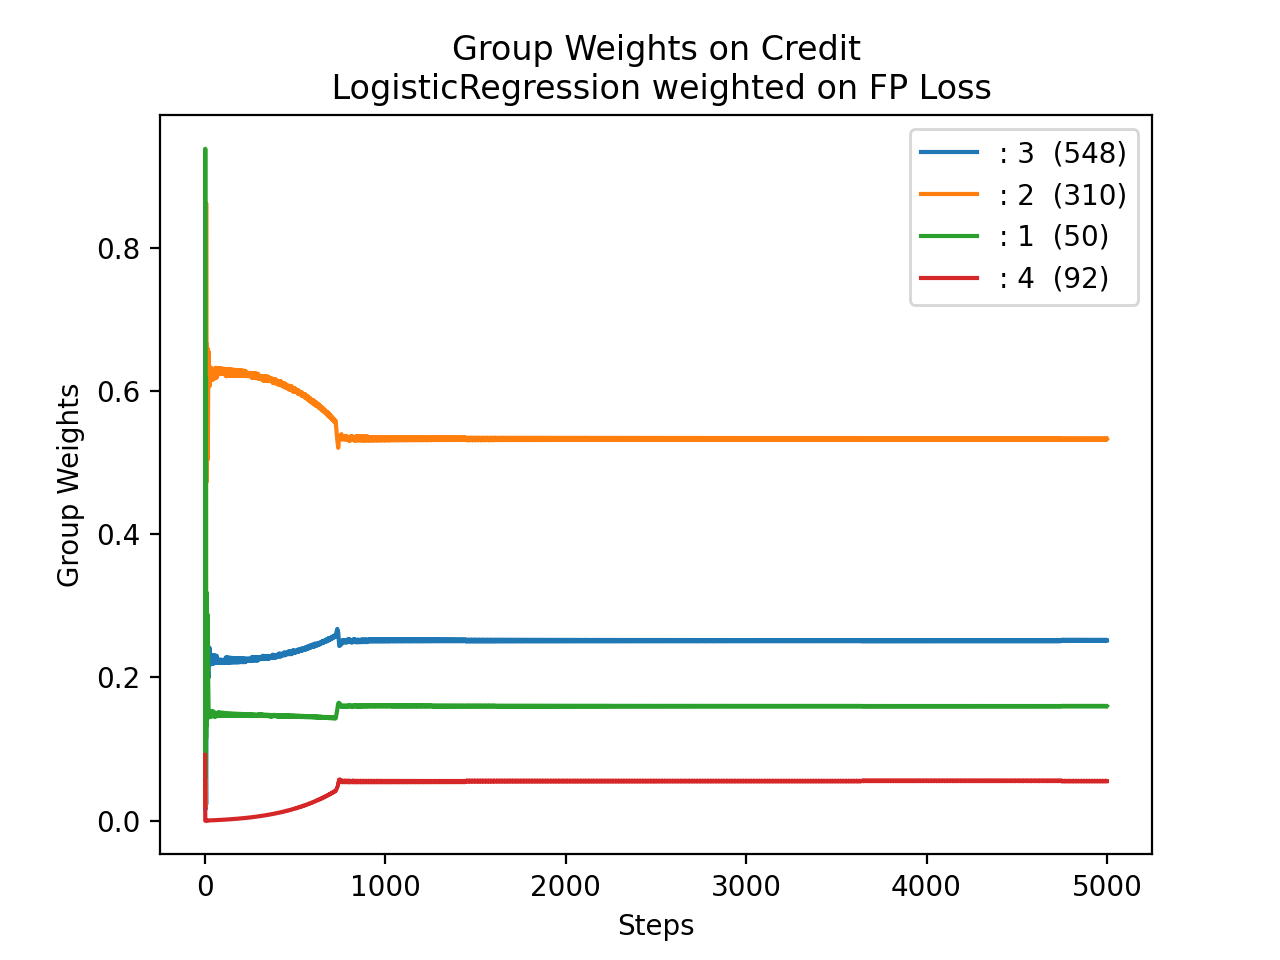 Group Weights on Credit
LogisticRegression weighted on FP Loss
: 3 (548)
: 2 (310)
: 1 (50)
: 4 (92)
Group Weights
0.8
0.6
0.4
0.2
0.0
0 1000 2000 3000 4000 5000
Steps